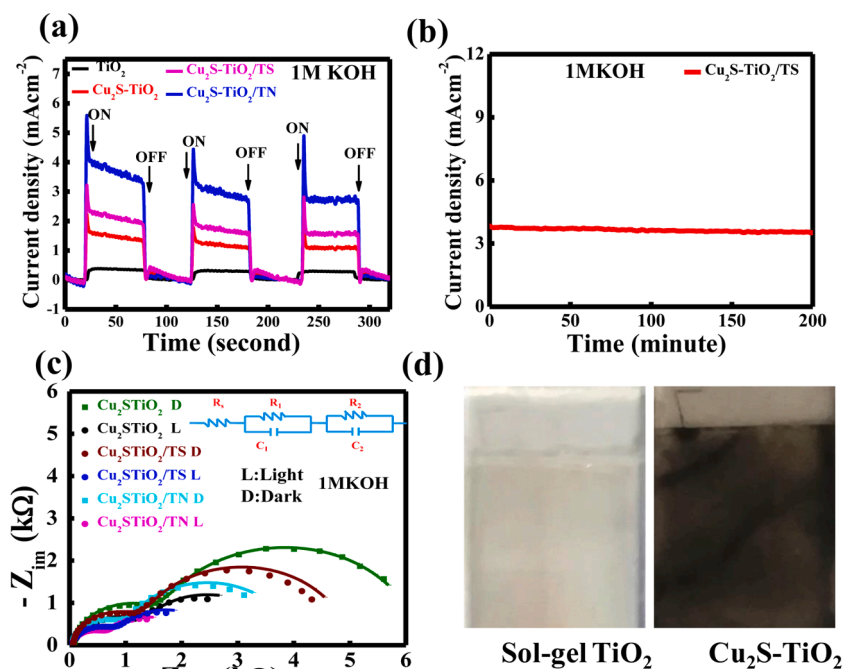 (a)
Current density (mAcm⁻²)
7
6
5
4
3
2
1
0
-1
TiO₂
Cu₂S-TiO₂
Cu₂S-TiO₂/TS
Cu₂S-TiO₂/TN
1M KOH
ON
OFF
ON
OFF
ON
OFF
0 50 100 150 200 250 300
Time (second)
(b)
Current density (mAcm⁻²)
12
9
6
3
0
1MKOH
Cu₂S-TiO₂/TS
0 50 100 150 200
Time (minute)
(c)
- Z_im (kΩ)
6
5
4
3
2
1
0
Cu₂STiO₂ D
Cu₂STiO₂ L
Cu₂STiO₂/TS D
Cu₂STiO₂/TS L
Cu₂STiO₂/TN D
Cu₂STiO₂/TN L
Rₛ R₁ R₂
C₁ C₂
L:Light
D:Dark
1MKOH
0 1 2 3 4 5 6
(d)
Sol-gel TiO₂
Cu₂S-TiO₂